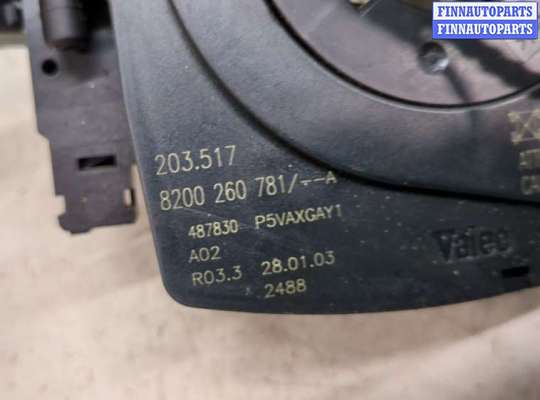 FINNAUTOPARTS
FINNAUTOPARTS
203.517
8200 260 781/---A
487830 P5VAXGAY1
A02
R03.3 28.01.03
2488
Valeo